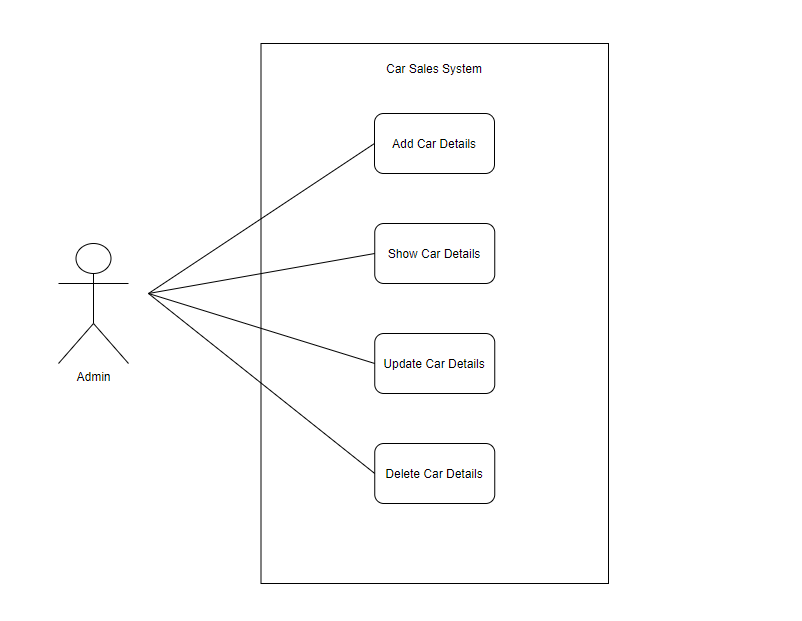 Car Sales System
Add Car Details
Show Car Details
Update Car Details
Admin
Delete Car Details